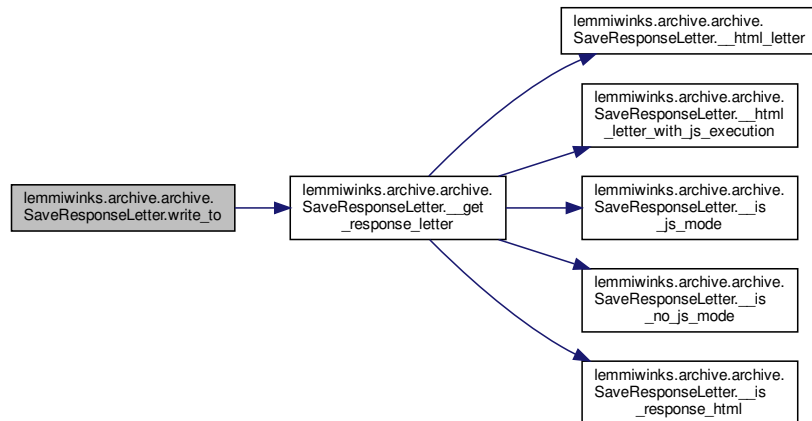 lemmiwinks.archive.archive.
SaveResponseLetter.__html_letter
lemmiwinks.archive.archive.
SaveResponseLetter.__html
_letter_with_js_execution
lemmiwinks.archive.archive.
SaveResponseLetter.write_to
lemmiwinks.archive.archive.
SaveResponseLetter.__get
_response_letter
lemmiwinks.archive.archive.
SaveResponseLetter.__is
_js_mode
lemmiwinks.archive.archive.
SaveResponseLetter.__is
_no_js_mode
lemmiwinks.archive.archive.
SaveResponseLetter.__is
_response_html